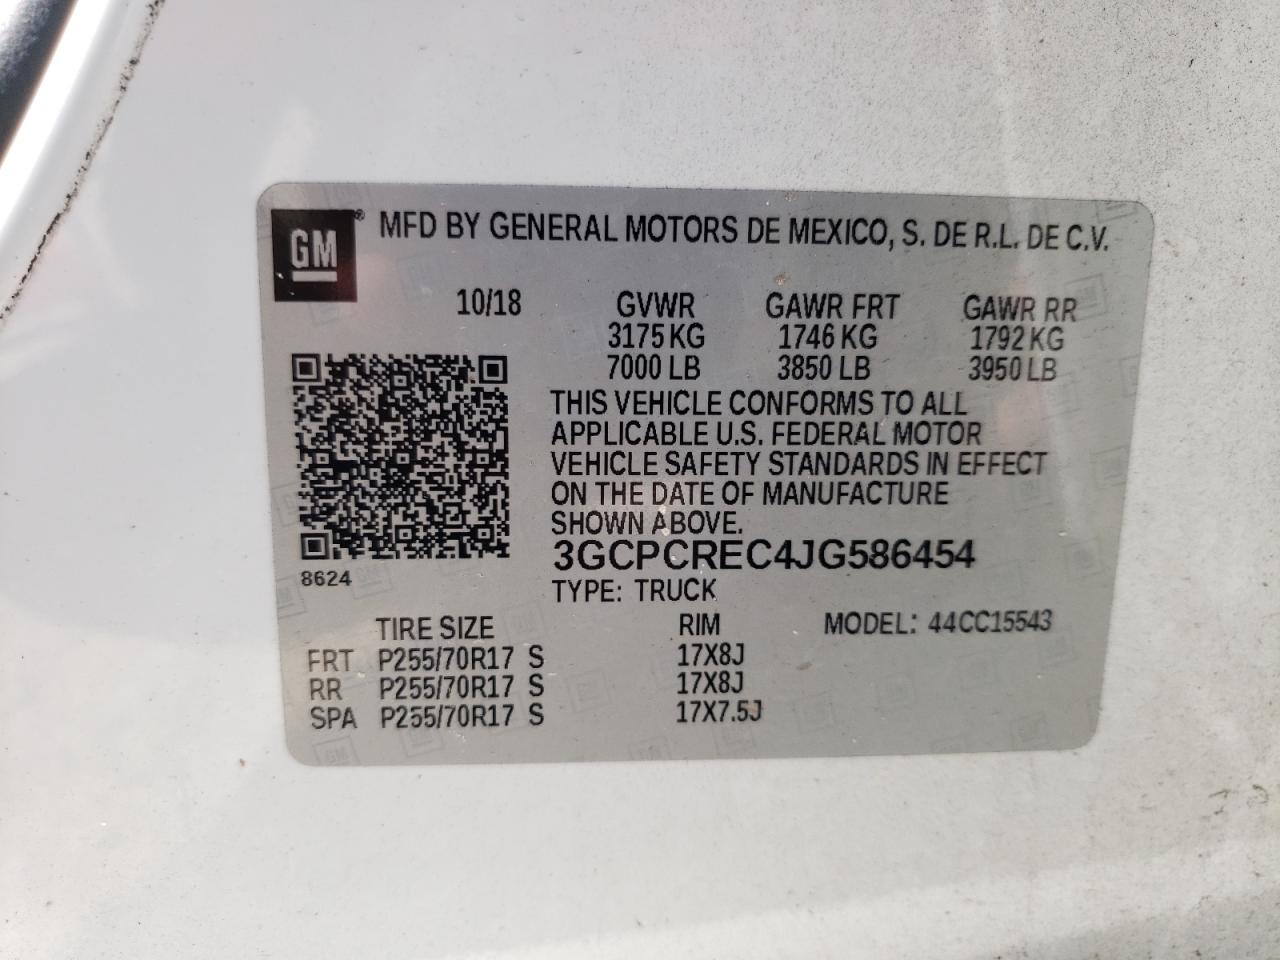 GM® MFD BY GENERAL MOTORS DE MEXICO, S. DE R.L. DE C.V.
10/18 GVWR GAWR FRT GAWR RR
3175 KG 1746 KG 1792 KG
7000 LB 3850 LB 3950 LB
THIS VEHICLE CONFORMS TO ALL
APPLICABLE U.S. FEDERAL MOTOR
VEHICLE SAFETY STANDARDS IN EFFECT
ON THE DATE OF MANUFACTURE
SHOWN ABOVE.
3GCPCREC4JG586454
8624
TYPE: TRUCK
TIRE SIZE RIM MODEL: 44CC15543
FRT P255/70R17 S 17X8J
RR P255/70R17 S 17X8J
SPA P255/70R17 S 17X7.5J